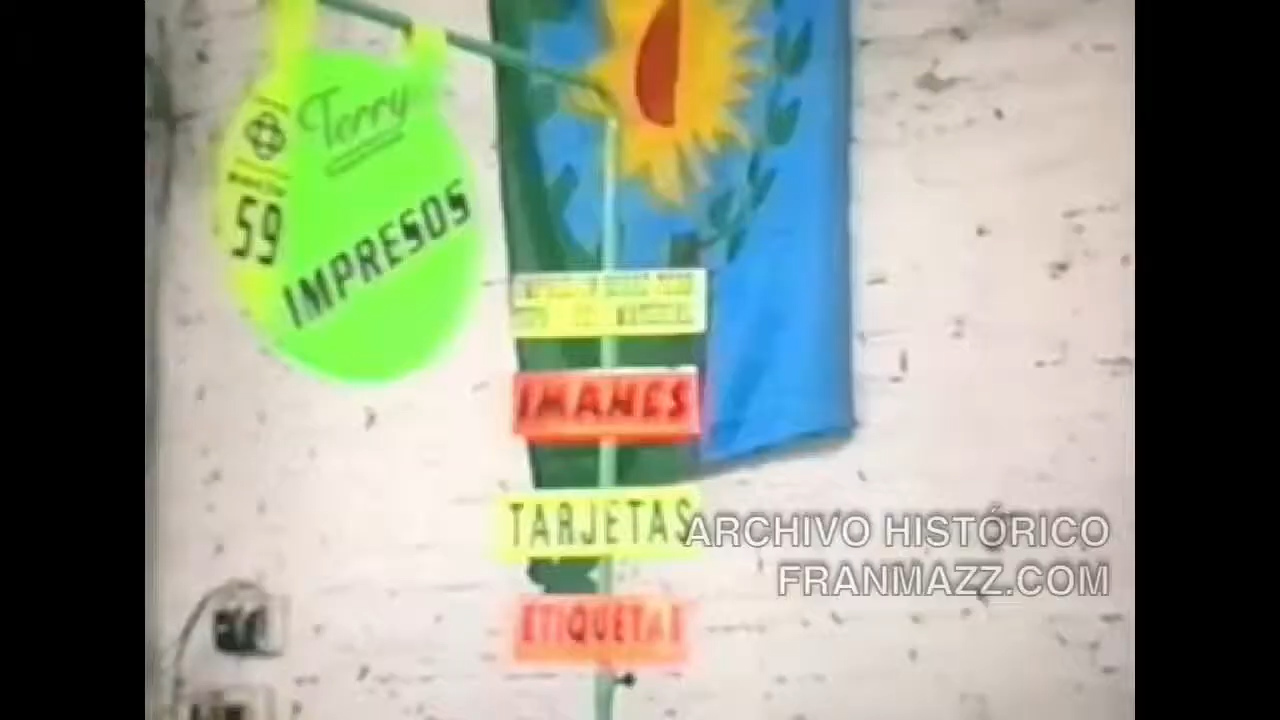 Terry
59
IMPRESOS
IMANES
TARJETAS
ETIQUETAS
ARCHIVO HISTÓRICO
FRANMAZZ.COM